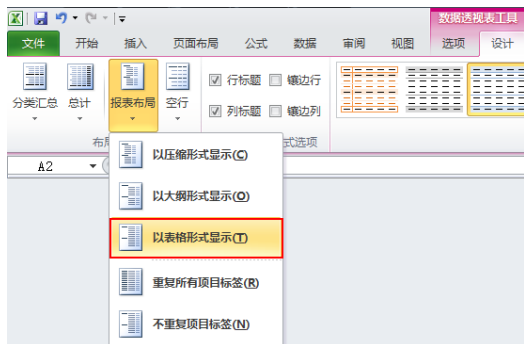 数据透视表工具
文件 开始 插入 页面布局 公式 数据 审阅 视图 选项 设计
分类汇总 总计 报表布局 空行 行标题 镶边行
列标题 镶边列
布局 式选项
A2
以压缩形式显示(C)
以大纲形式显示(O)
以表格形式显示(T)
重复所有项目标签(R)
不重复项目标签(N)